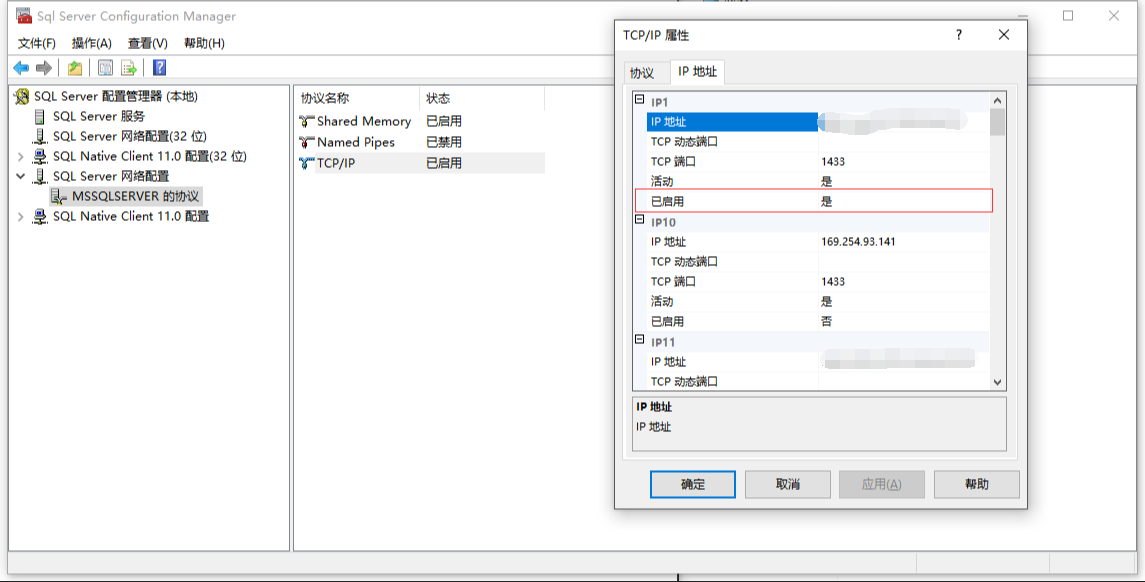 Sql Server Configuration Manager
文件(F) 操作(A) 查看(V) 帮助(H)
SQL Server 配置管理器 (本地)
SQL Server 服务
SQL Server 网络配置(32 位)
SQL Native Client 11.0 配置(32 位)
SQL Server 网络配置
MSSQLSERVER 的协议
SQL Native Client 11.0 配置
协议名称 状态
Shared Memory 已启用
Named Pipes 已禁用
TCP/IP 已启用
TCP/IP 属性
协议 IP 地址
IP1
IP 地址
TCP 动态端口
TCP 端口 1433
活动 是
已启用 是
IP10
IP 地址 169.254.93.141
TCP 动态端口
TCP 端口 1433
活动 是
已启用 否
IP11
IP 地址
TCP 动态端口
IP 地址
IP 地址
确定 取消 应用(A) 帮助